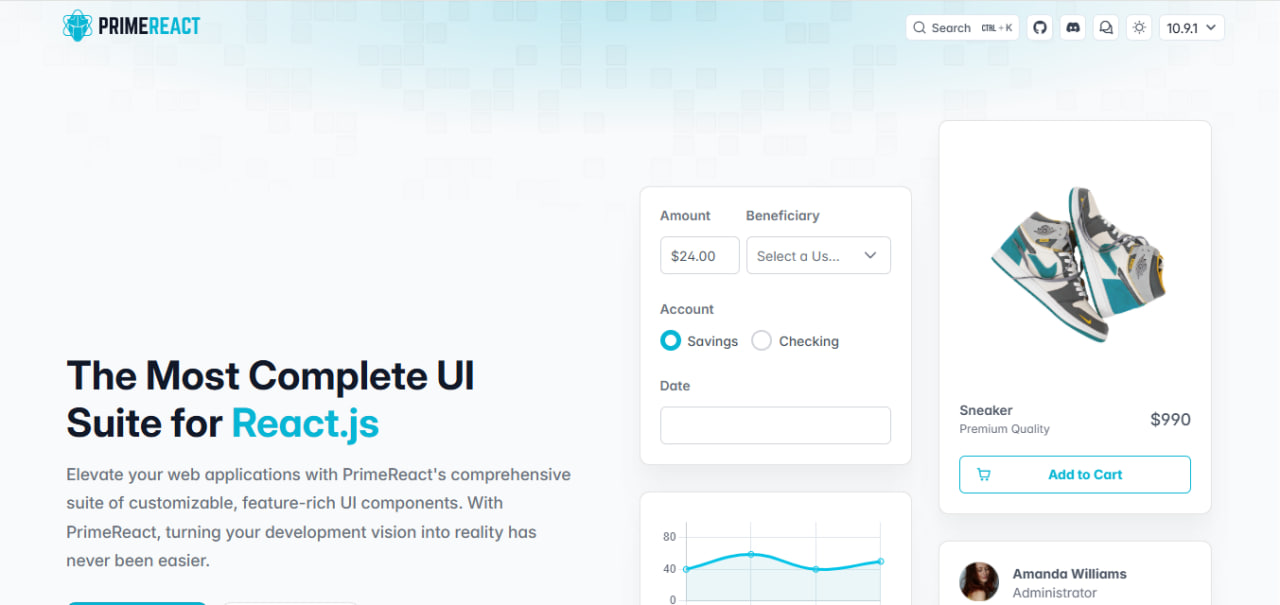 PRIMEREACT
Search CTRL + K
10.9.1
The Most Complete UI
Suite for React.js
Elevate your web applications with PrimeReact's comprehensive
suite of customizable, feature-rich UI components. With
PrimeReact, turning your development vision into reality has
never been easier.
Amount Beneficiary
$24.00 Select a Us...
Account
Savings Checking
Date
80
40
0
Sneaker
Premium Quality
$990
Add to Cart
Amanda Williams
Administrator